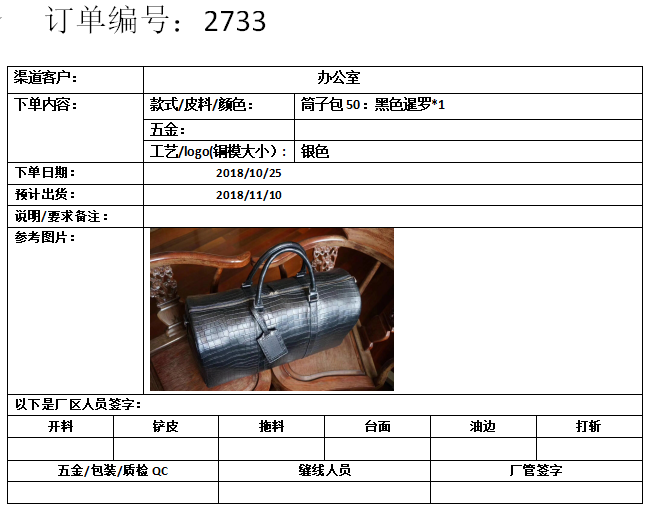 订单编号：2733
渠道客户： 办公室
下单内容： 款式/皮料/颜色： 筒子包50：黑色暹罗*1
五金：
工艺/logo(铜模大小)： 银色
下单日期： 2018/10/25
预计出货： 2018/11/10
说明/要求备注：
参考图片：
以下是厂区人员签字：
开料 铲皮 拖料 台面 油边 打斩
五金/包装/质检QC 缝线人员 厂管签字